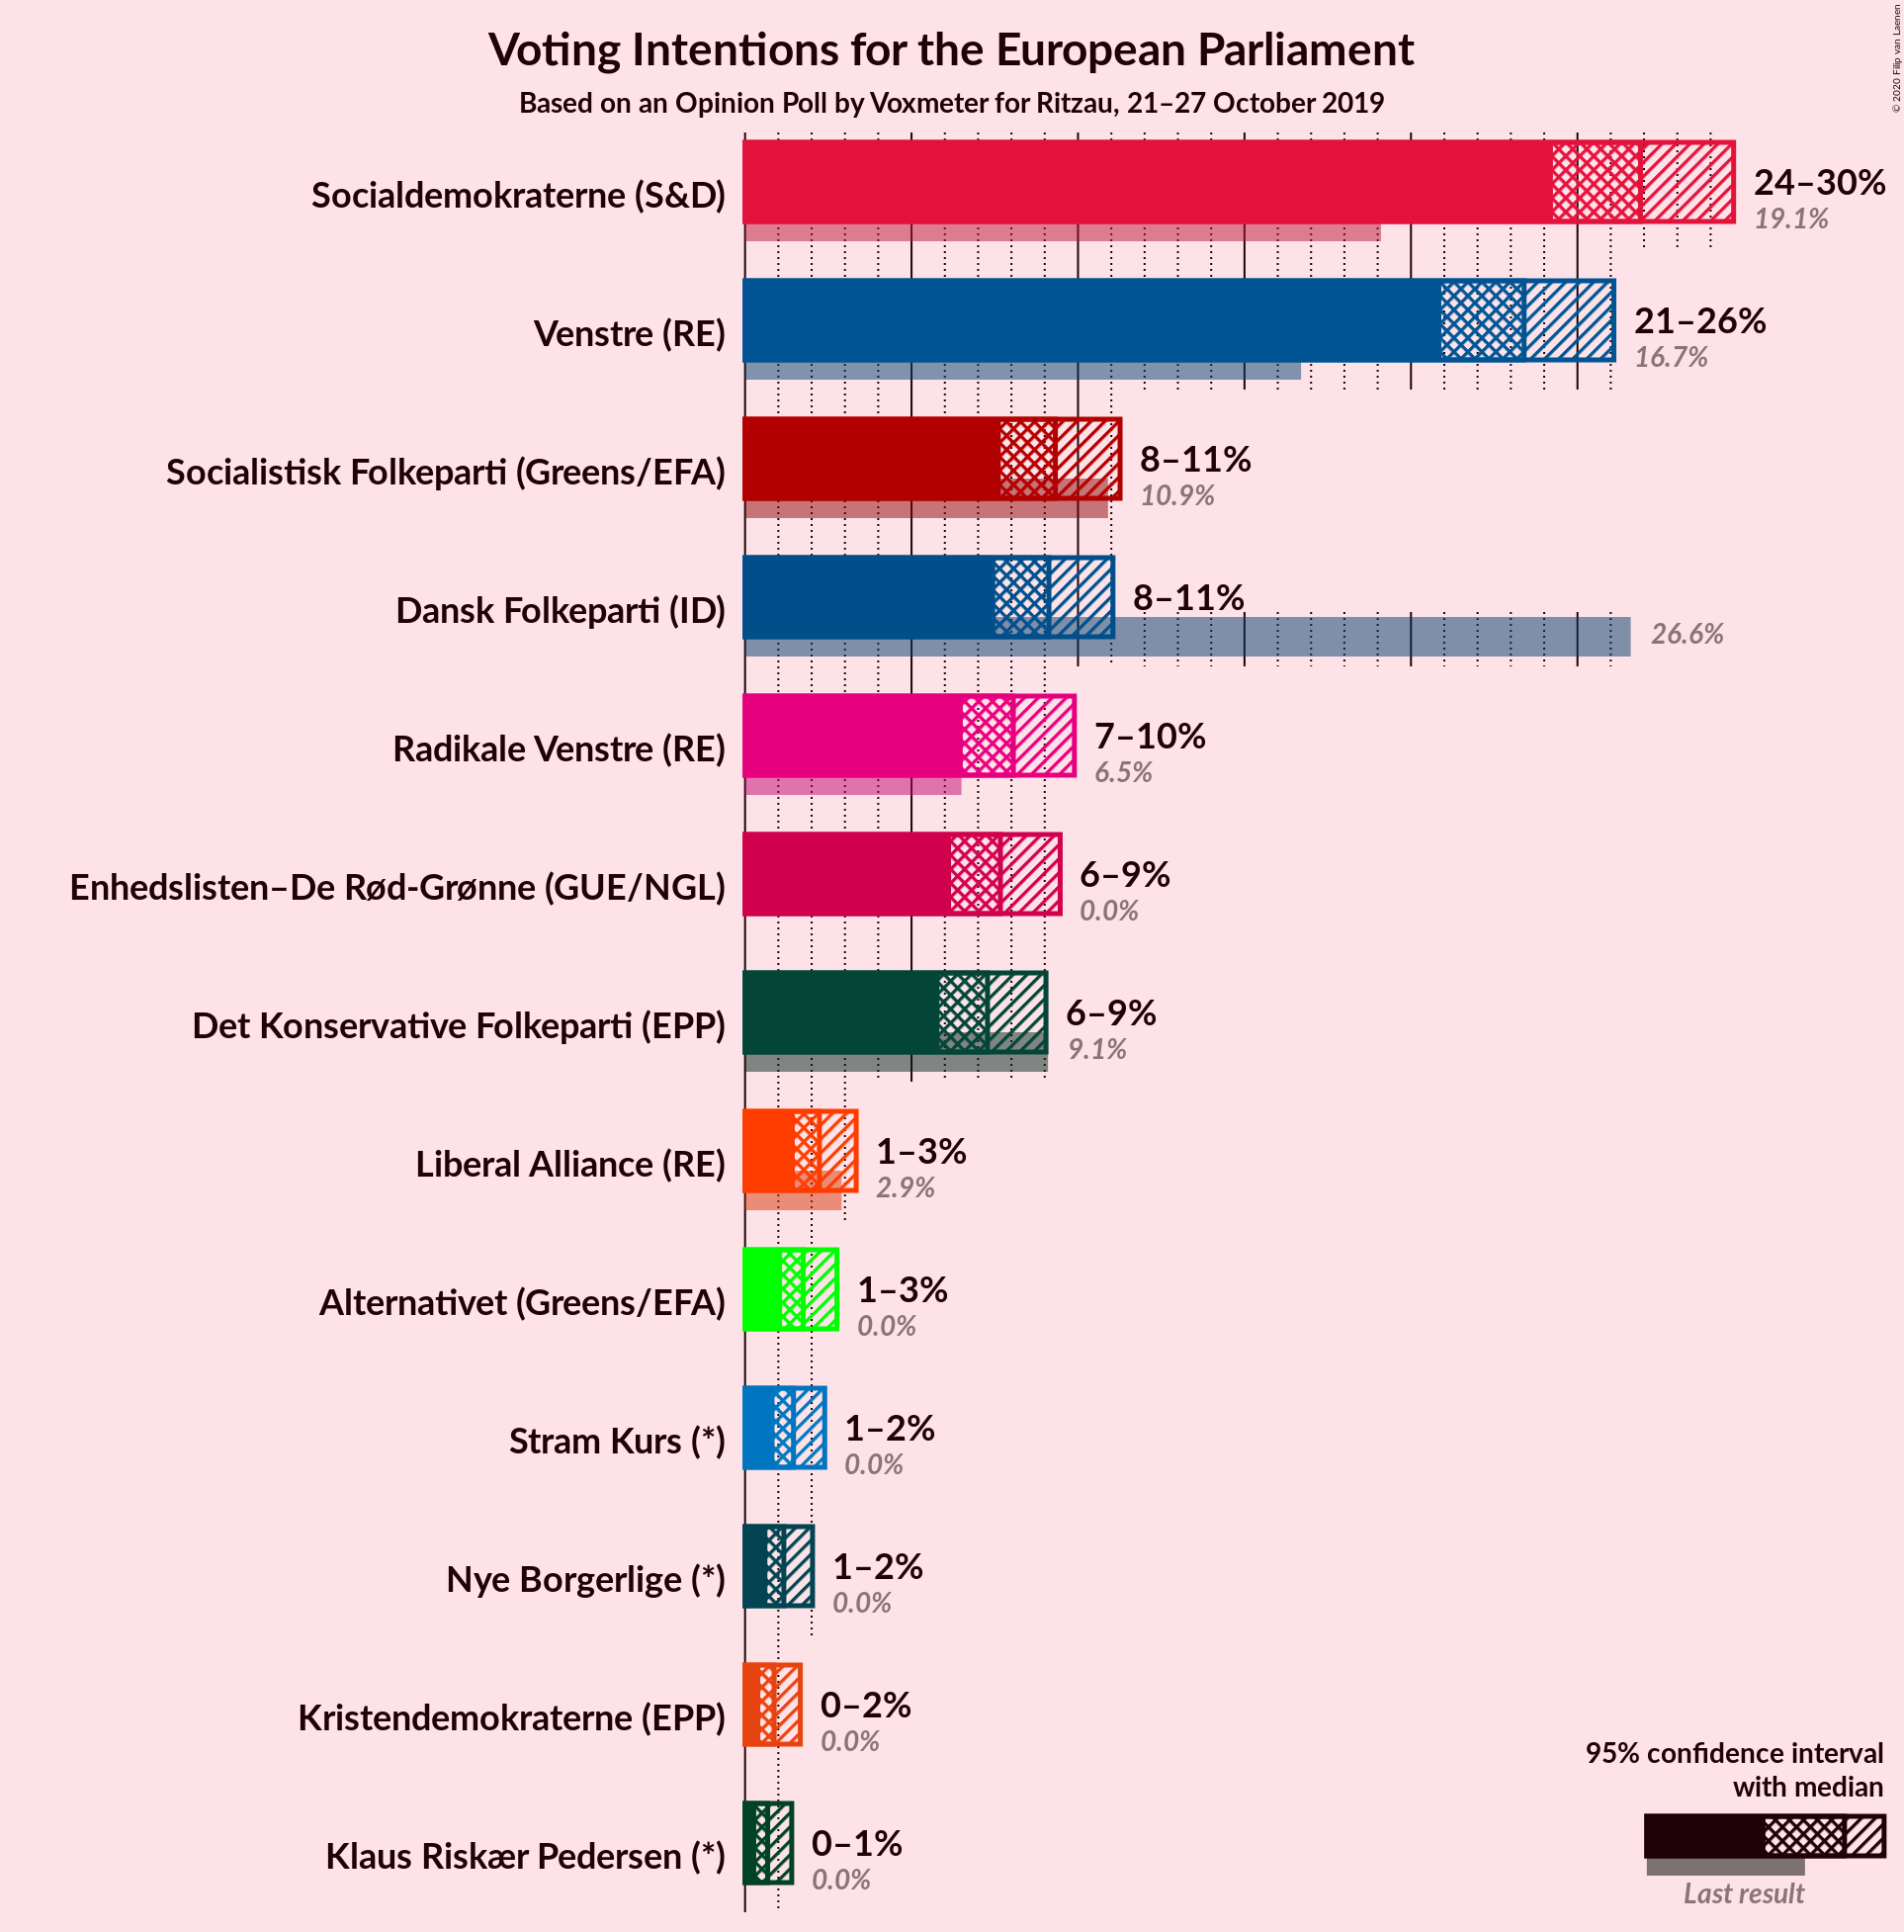 Voting Intentions for the European Parliament
Based on an Opinion Poll by Voxmeter for Ritzau, 21–27 October 2019
© 2020 Filip van Laenen
Socialdemokraterne (S&D)
24–30%
19.1%
Venstre (RE)
21–26%
16.7%
Socialistisk Folkeparti (Greens/EFA)
8–11%
10.9%
Dansk Folkeparti (ID)
8–11%
26.6%
Radikale Venstre (RE)
7–10%
6.5%
Enhedslisten–De Rød-Grønne (GUE/NGL)
6–9%
0.0%
Det Konservative Folkeparti (EPP)
6–9%
9.1%
Liberal Alliance (RE)
1–3%
2.9%
Alternativet (Greens/EFA)
1–3%
0.0%
Stram Kurs (*)
1–2%
0.0%
Nye Borgerlige (*)
1–2%
0.0%
Kristendemokraterne (EPP)
0–2%
0.0%
Klaus Riskær Pedersen (*)
0–1%
0.0%
95% confidence interval
with median
Last result